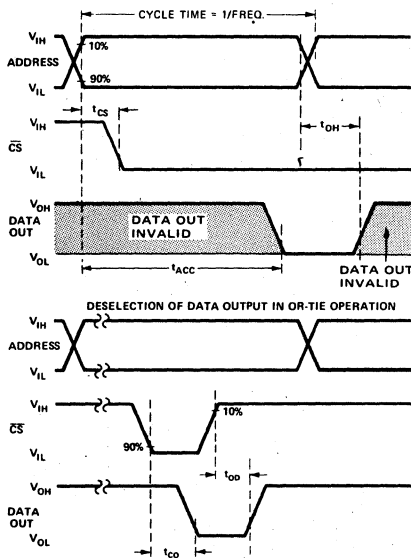 CYCLE TIME = 1/FREQ.
VIH
10%
ADDRESS
90%
VIL
tCS
VIH
tOH
CS
VIL
VOH
DATA OUT
DATA OUT INVALID
VOL
tACC
DATA OUT INVALID
DESELECTION OF DATA OUTPUT IN OR-TIE OPERATION
VIH
ADDRESS
VIL
VIH
10%
CS
90%
VIL
tOD
VOH
DATA OUT
VOL
tCO